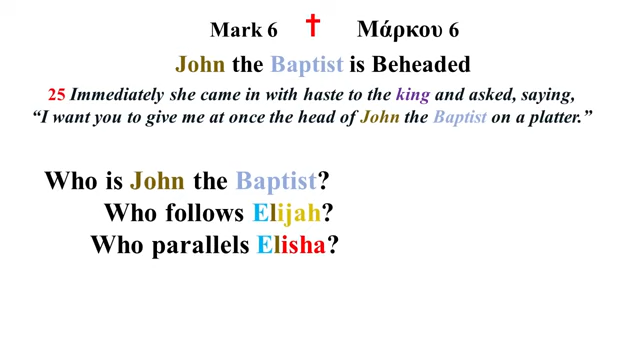 Mark 6 ✝ Μάρκου 6
John the Baptist is Beheaded
25 Immediately she came in with haste to the king and asked, saying,
“I want you to give me at once the head of John the Baptist on a platter.”
Who is John the Baptist?
Who follows Elijah?
Who parallels Elisha?